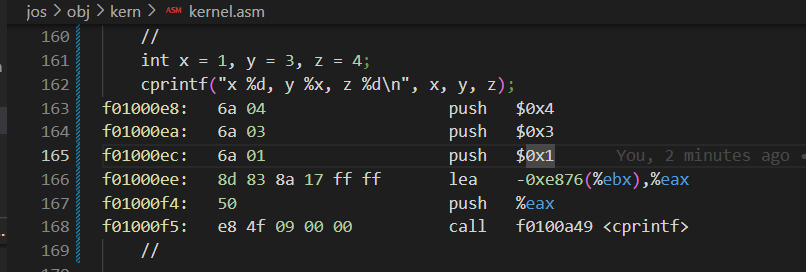 jos > obj > kern > ASM kernel.asm
160 //
161 int x = 1, y = 3, z = 4;
162 cprintf("x %d, y %x, z %d\n", x, y, z);
163 f01000e8: 6a 04 push $0x4
164 f01000ea: 6a 03 push $0x3
165 f01000ec: 6a 01 push $0x1 You, 2 minutes ago •
166 f01000ee: 8d 83 8a 17 ff ff lea -0xe876(%ebx),%eax
167 f01000f4: 50 push %eax
168 f01000f5: e8 4f 09 00 00 call f0100a49 <cprintf>
169 //